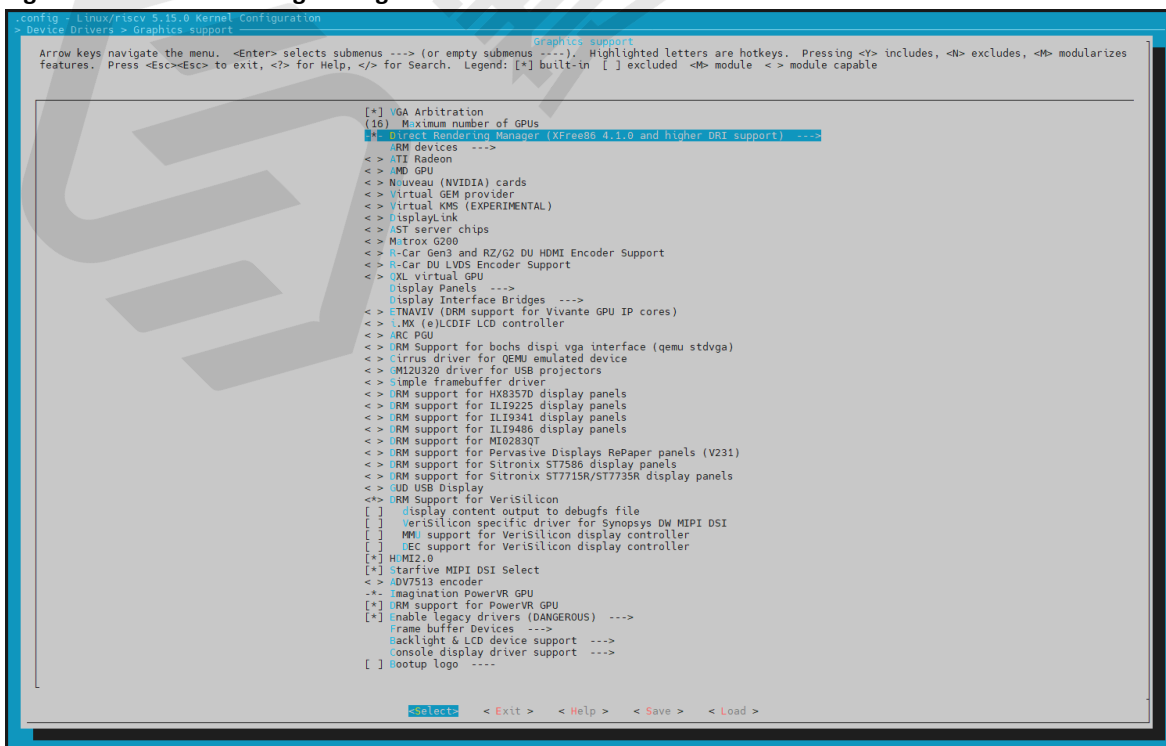 .config - Linux/riscv 5.15.0 Kernel Configuration
> Device Drivers > Graphics support
Graphics support
Arrow keys navigate the menu.  <Enter> selects submenus ---> (or empty submenus ----).  Highlighted letters are hotkeys.  Pressing <Y> includes, <N> excludes, <M> modularizes
features.  Press <Esc><Esc> to exit, <?> for Help, </> for Search.  Legend: [*] built-in  [ ] excluded  <M> module  < > module capable
[*] VGA Arbitration
(16)  Maximum number of GPUs
-*- Direct Rendering Manager (XFree86 4.1.0 and higher DRI support)  --->
ARM devices  --->
< > ATI Radeon
< > AMD GPU
< > Nouveau (NVIDIA) cards
< > Virtual GEM provider
< > Virtual KMS (EXPERIMENTAL)
< > DisplayLink
< > AST server chips
< > Matrox G200
< > R-Car Gen3 and RZ/G2 DU HDMI Encoder Support
< > R-Car DU LVDS Encoder Support
< > QXL virtual GPU
Display Panels  --->
Display Interface Bridges  --->
< > ETNAVIV (DRM support for Vivante GPU IP cores)
< > i.MX (e)LCDIF LCD controller
< > ARC PGU
< > DRM Support for bochs dispi vga interface (qemu stdvga)
< > Cirrus driver for QEMU emulated device
< > GM12U320 driver for USB projectors
< > Simple framebuffer driver
< > DRM support for HX8357D display panels
< > DRM support for ILI9225 display panels
< > DRM support for ILI9341 display panels
< > DRM support for ILI9486 display panels
< > DRM support for MI0283QT
< > DRM support for Pervasive Displays RePaper panels (V231)
< > DRM support for Sitronix ST7586 display panels
< > DRM support for Sitronix ST7715R/ST7735R display panels
< > GUD USB Display
<*> DRM Support for VeriSilicon
[ ]   display content output to debugfs file
[ ]   VeriSilicon specific driver for Synopsys DW MIPI DSI
[ ]   MMU support for VeriSilicon display controller
[ ]   DEC support for VeriSilicon display controller
[*] HDMI2.0
[*] Starfive MIPI DSI Select
< > ADV7513 encoder
-*- Imagination PowerVR GPU
[*] DRM support for PowerVR GPU
[*] Enable legacy drivers (DANGEROUS)  --->
Frame buffer Devices  --->
Backlight & LCD device support  --->
Console display driver support  --->
[ ] Bootup logo  ----
<Select>    < Exit >    < Help >    < Save >    < Load >